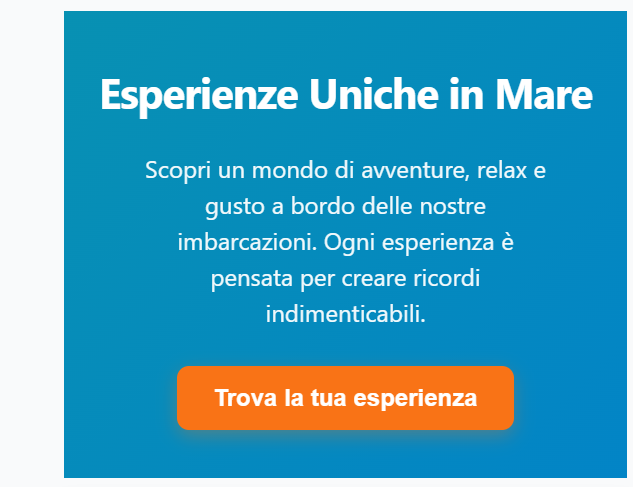 Esperienze Uniche in Mare
Scopri un mondo di avventure, relax e
gusto a bordo delle nostre
imbarcazioni. Ogni esperienza è
pensata per creare ricordi
indimenticabili.
Trova la tua esperienza